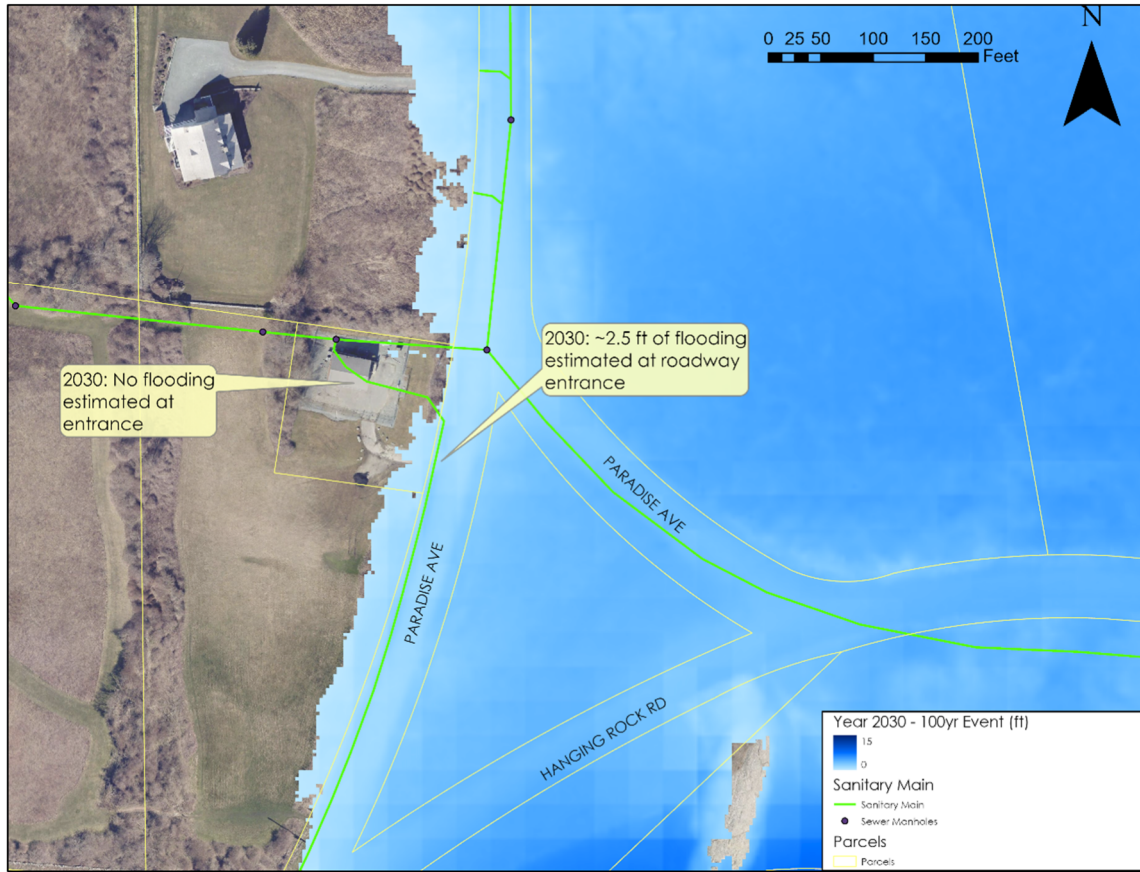 N
0 25 50 100 150 200
Feet
2030: ~2.5 ft of flooding
estimated at roadway
entrance
2030: No flooding
estimated at
entrance
PARADISE AVE
PARADISE AVE
HANGING ROCK RD
Year 2030 - 100yr Event (ft)
15
0
Sanitary Main
Sanitary Main
Sewer Manholes
Parcels
Parcels